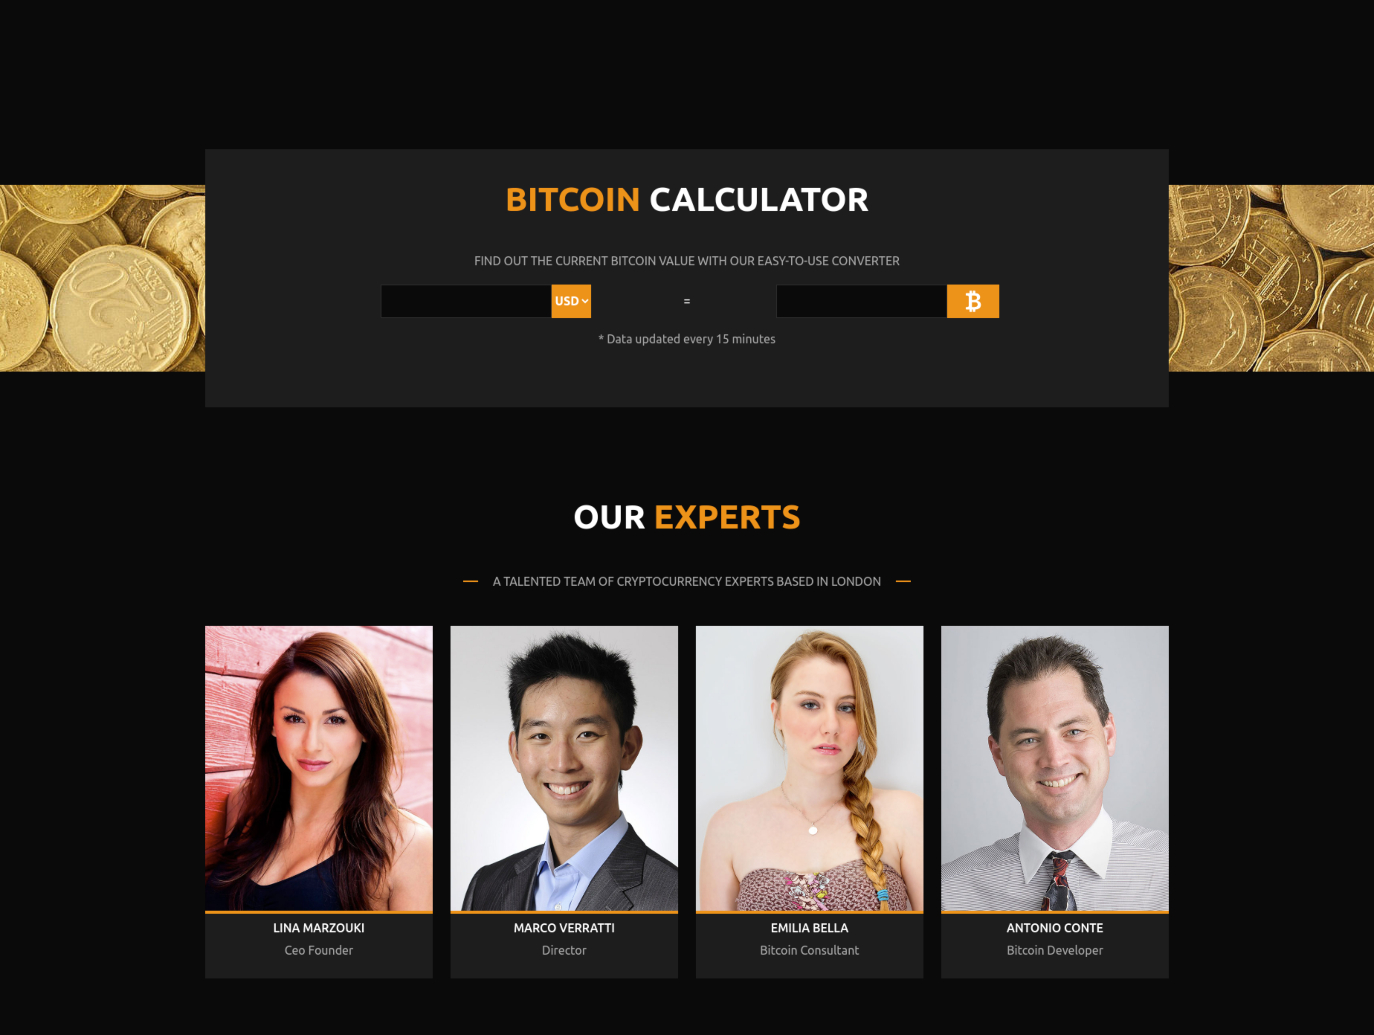 BITCOIN CALCULATOR
FIND OUT THE CURRENT BITCOIN VALUE WITH OUR EASY-TO-USE CONVERTER
USD
=
* Data updated every 15 minutes
OUR EXPERTS
A TALENTED TEAM OF CRYPTOCURRENCY EXPERTS BASED IN LONDON
LINA MARZOUKI
Ceo Founder
MARCO VERRATTI
Director
EMILIA BELLA
Bitcoin Consultant
ANTONIO CONTE
Bitcoin Developer